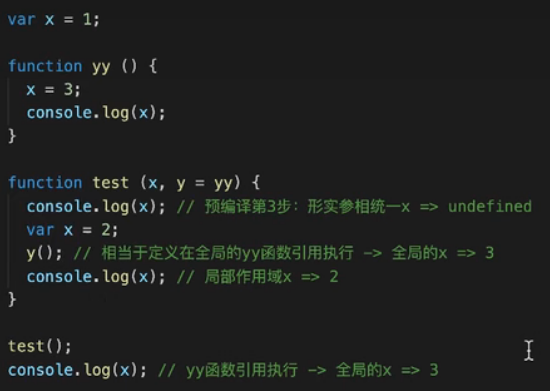 var x = 1;
function yy () {
x = 3;
console.log(x);
}
function test (x, y = yy) {
console.log(x); // 预编译第3步：形实参相统一x => undefined
var x = 2;
y(); // 相当于定义在全局的yy函数引用执行 -> 全局的x => 3
console.log(x); // 局部作用域x => 2
}
test();
console.log(x); // yy函数引用执行 -> 全局的x => 3